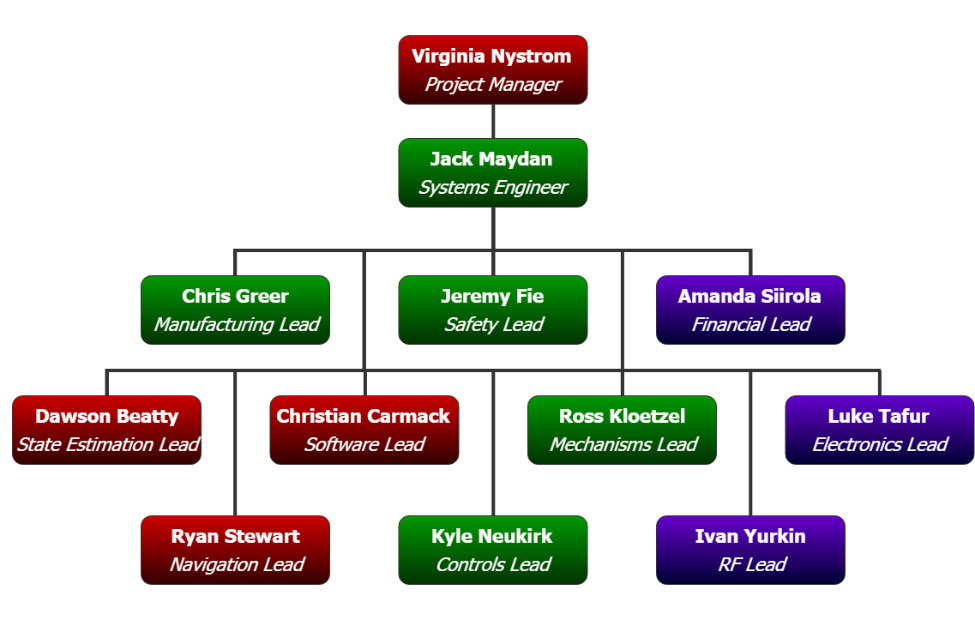 Virginia Nystrom
Project Manager
Jack Maydan
Systems Engineer
Chris Greer
Manufacturing Lead
Jeremy Fie
Safety Lead
Amanda Siirola
Financial Lead
Dawson Beatty
State Estimation Lead
Christian Carmack
Software Lead
Ross Kloetzel
Mechanisms Lead
Luke Tafur
Electronics Lead
Ryan Stewart
Navigation Lead
Kyle Neukirk
Controls Lead
Ivan Yurkin
RF Lead